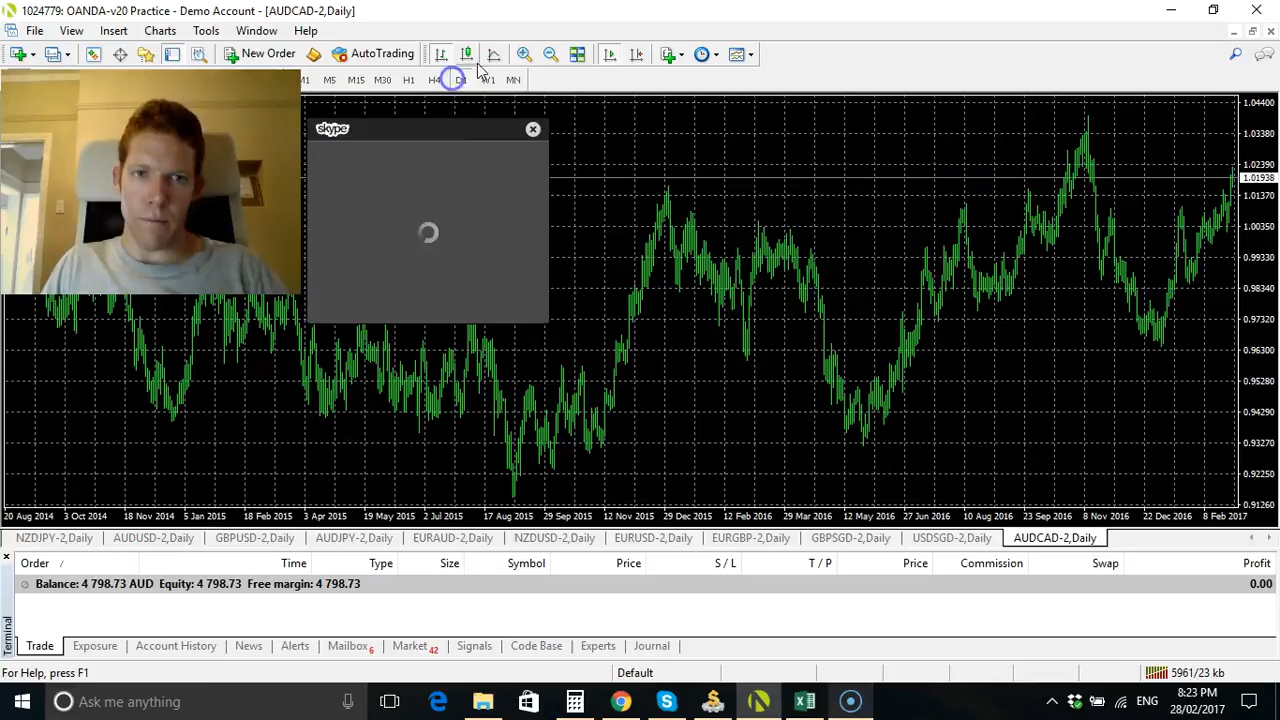 1024779: OANDA-v20 Practice - Demo Account - [AUDCAD-2,Daily]
File View Insert Charts Tools Window Help
New Order AutoTrading
M5 M15 M30 H1 H4 D1 W1 MN
skype
1.04400
1.03390
1.02390
1.01938
1.01370
1.00350
0.99330
0.98340
0.97320
0.96300
0.95280
0.94290
0.93270
0.92250
0.91260
20 Aug 2014 3 Oct 2014 18 Nov 2014 5 Jan 2015 18 Feb 2015 3 Apr 2015 19 May 2015 2 Jul 2015 17 Aug 2015 29 Sep 2015 12 Nov 2015 29 Dec 2015 12 Feb 2016 29 Mar 2016 12 May 2016 27 Jun 2016 10 Aug 2016 23 Sep 2016 8 Nov 2016 22 Dec 2016 8 Feb 2017
NZDJPY-2,Daily AUDUSD-2,Daily GBPUSD-2,Daily AUDJPY-2,Daily EURAUD-2,Daily NZDUSD-2,Daily EURUSD-2,Daily EURGBP-2,Daily GBPSGD-2,Daily USDSGD-2,Daily AUDCAD-2,Daily
Order / Time Type Size Symbol Price S / L T / P Price Commission Swap Profit
Balance: 4 798.73 AUD Equity: 4 798.73 Free margin: 4 798.73 0.00
Terminal
Trade Exposure Account History News Alerts Mailbox 6 Market 42 Signals Code Base Experts Journal
For Help, press F1 Default 5961/23 kb
Ask me anything ENG 8:23 PM
28/02/2017